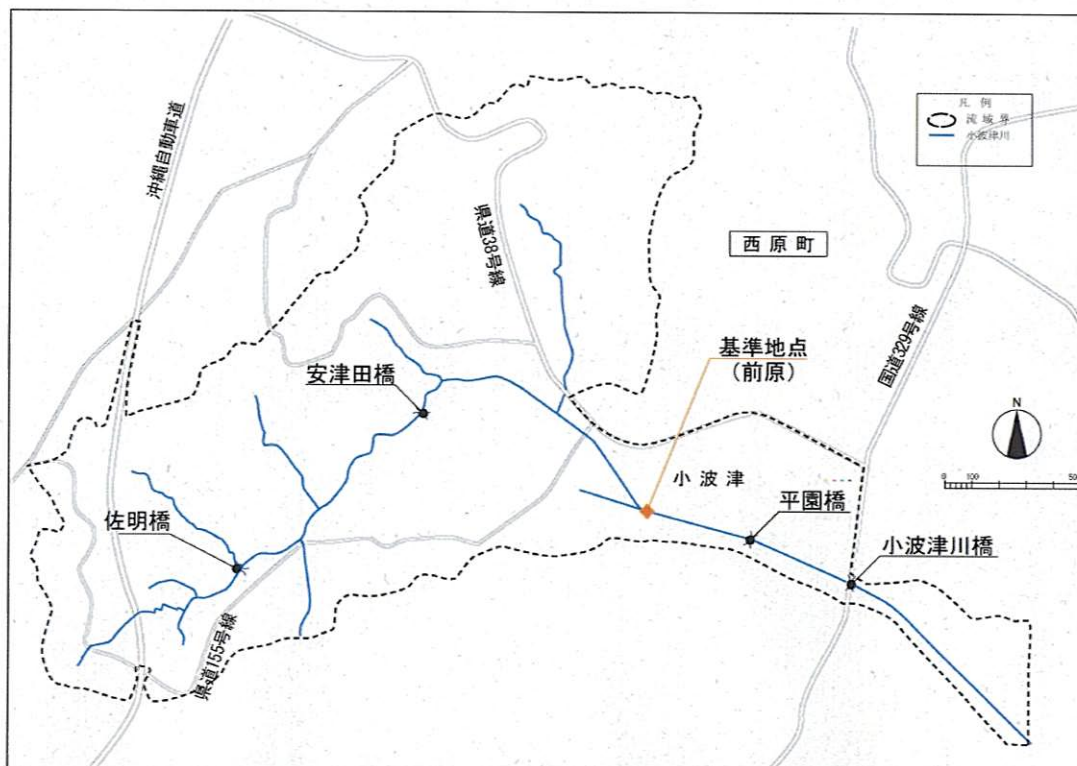 凡 例
流 域 界
小波津川
沖縄自動車道
県道38号線
西原町
基準地点
(前原)
国道329号線
安津田橋
N
0 100 50
小 波 津
平園橋
佐明橋
小波津川橋
県道155号線